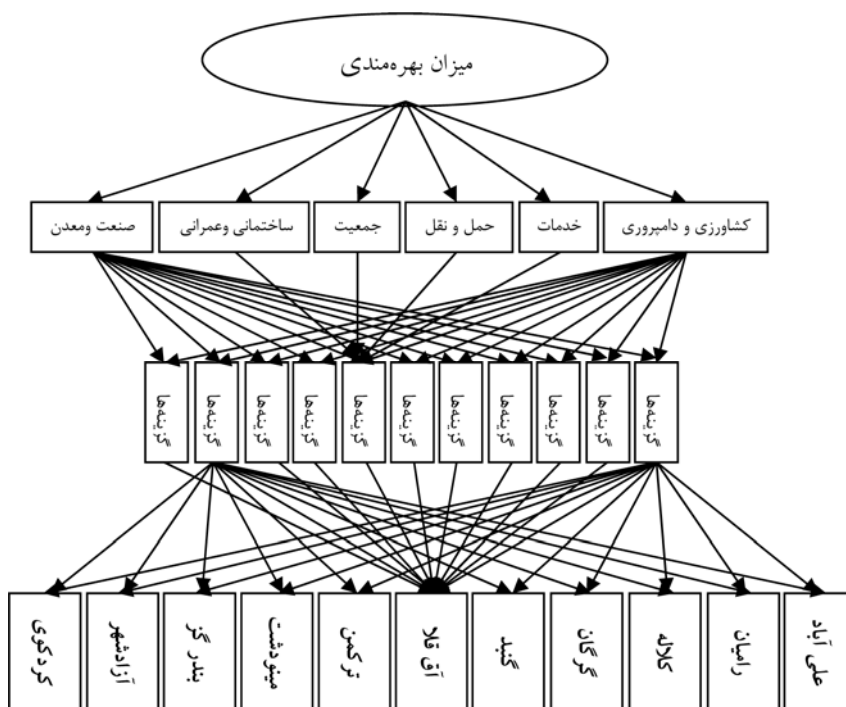 میزان بهره‌مندی
کشاورزی و دامپروری
خدمات
حمل و نقل
جمعیت
ساختمانی وعمرانی
صنعت ومعدن
گزینه‌ها
گزینه‌ها
گزینه‌ها
گزینه‌ها
گزینه‌ها
گزینه‌ها
گزینه‌ها
گزینه‌ها
گزینه‌ها
گزینه‌ها
گزینه‌ها
علی آباد
رامیان
کلاله
گرگان
گنبد
آق قلا
ترکمن
مینودشت
بندر گز
آزادشهر
کردکوی